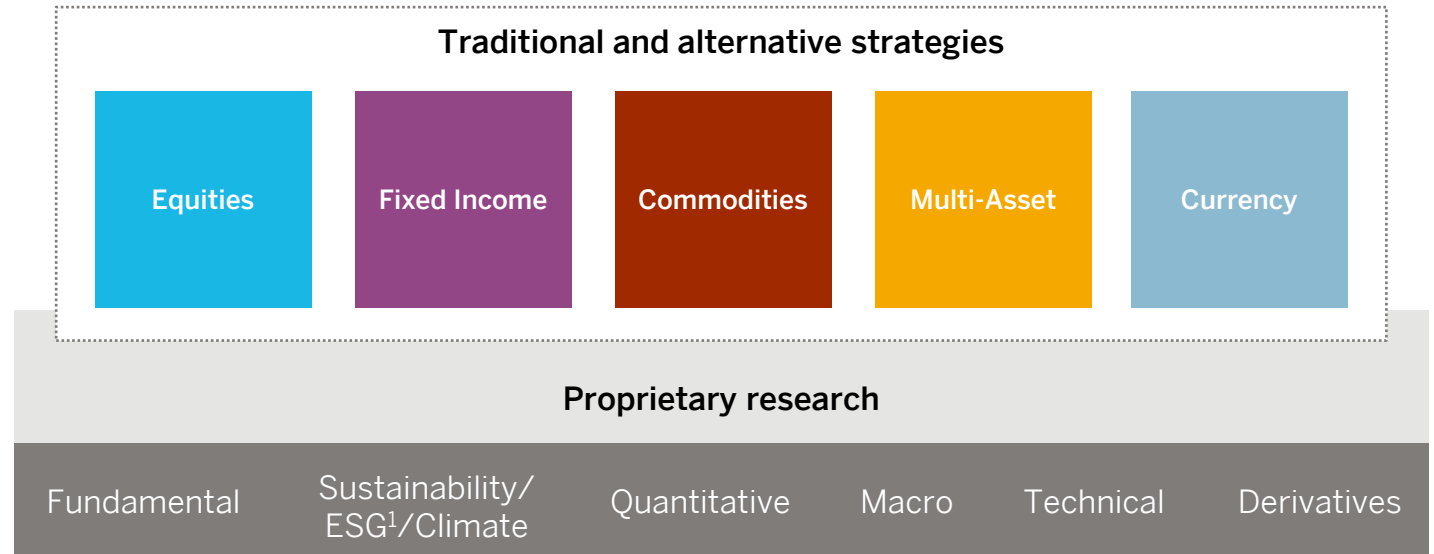 Traditional and alternative strategies
Equities
Fixed Income
Commodities
Multi-Asset
Currency
Proprietary research
Fundamental
Sustainability/
ESG¹/Climate
Quantitative
Macro
Technical
Derivatives